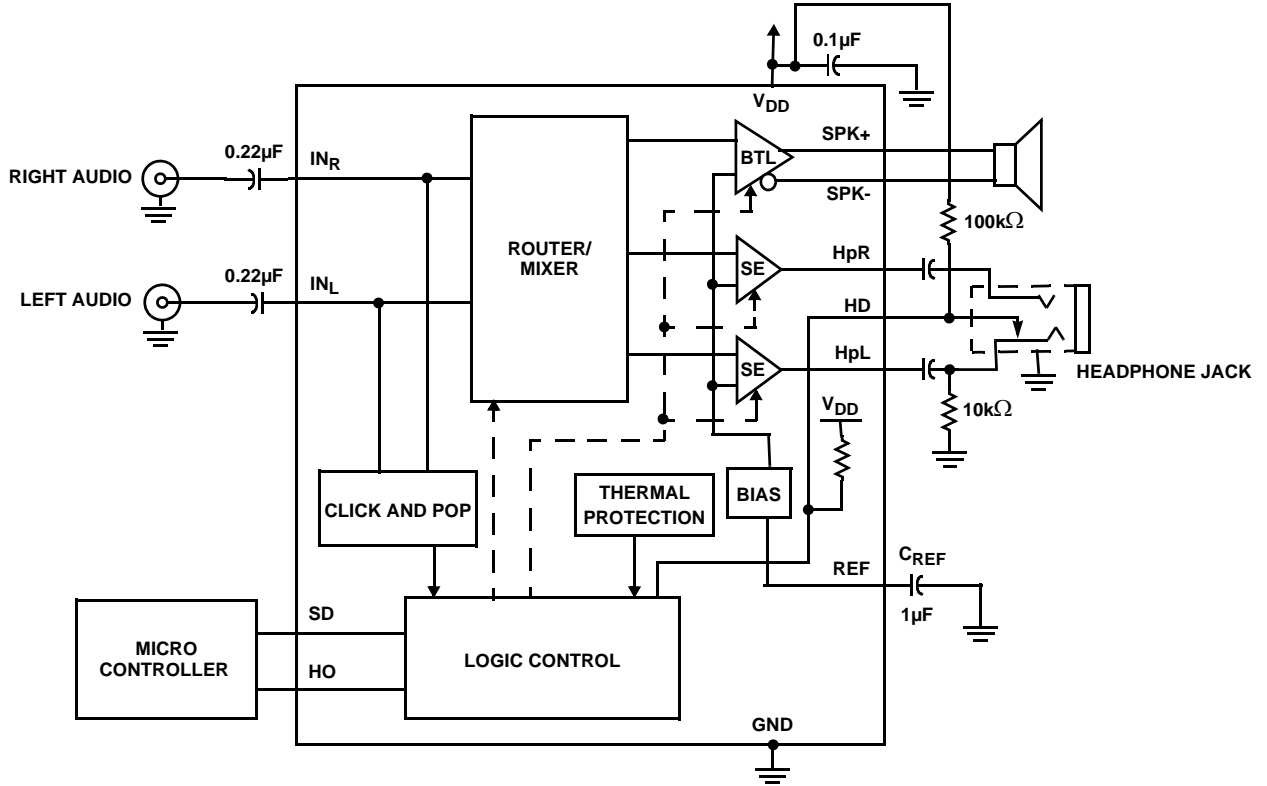 0.1µF
VDD
0.22µF
INR
SPK+
RIGHT AUDIO
BTL
SPK-
100kΩ
ROUTER/
MIXER
HpR
SE
0.22µF
INL
LEFT AUDIO
HD
HpL
SE
HEADPHONE JACK
VDD
10kΩ
CLICK AND POP
THERMAL
PROTECTION
BIAS
REF
CREF
1µF
SD
MICRO
CONTROLLER
LOGIC CONTROL
HO
GND